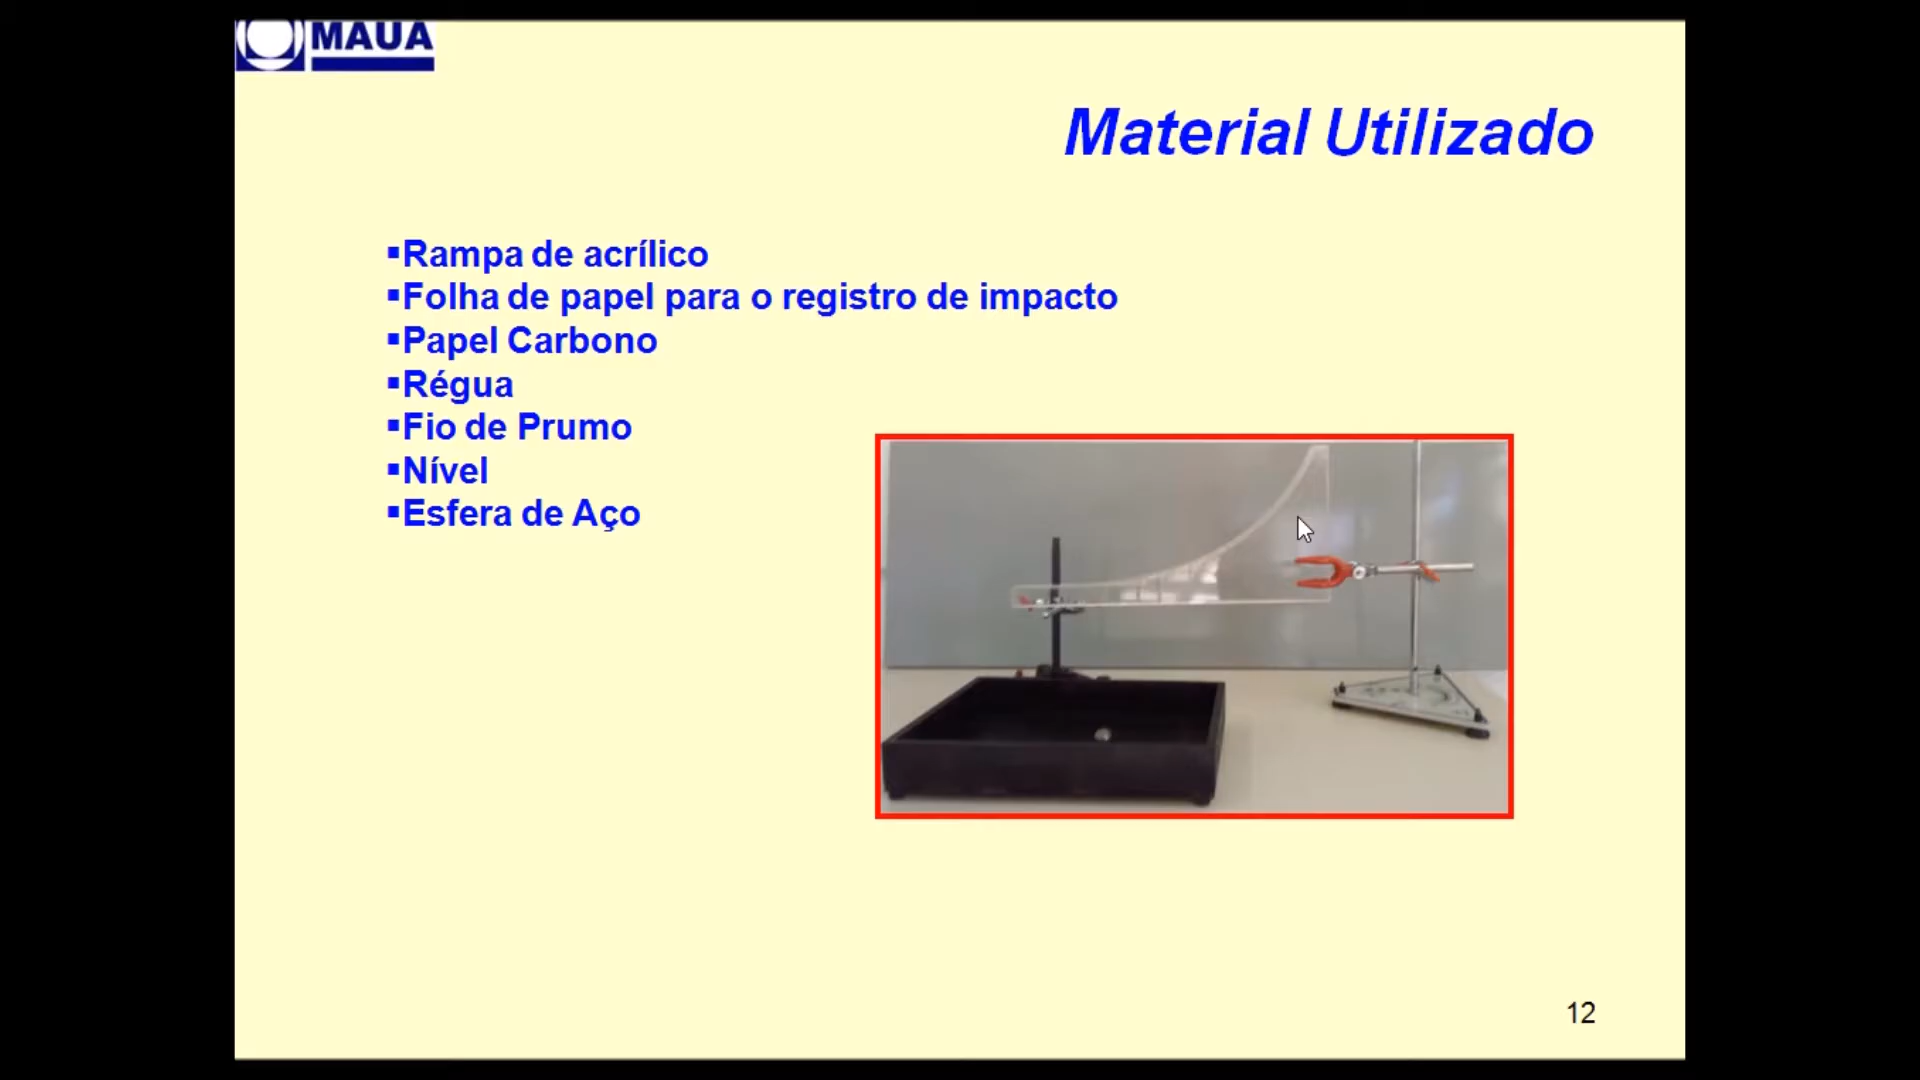 MAUA
Material Utilizado
▪Rampa de acrílico
▪Folha de papel para o registro de impacto
▪Papel Carbono
▪Régua
▪Fio de Prumo
▪Nível
▪Esfera de Aço
12